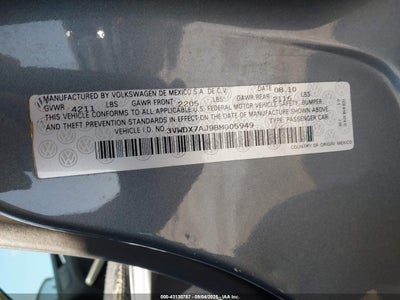 MANUFACTURED BY VOLKSWAGEN DE MEXICO S.A. DE C.V. 08.10
GVWR 4211 LBS GAWR FRONT 2205 LBS GAWR REAR 2116 LBS
THIS VEHICLE CONFORMS TO ALL APPLICABLE U.S. FEDERAL MOTOR VEHICLE SAFETY, BUMPER,
AND THEFT PREVENTION STANDARDS IN EFFECT ON THE DATE OF MANUFACTURE SHOWN ABOVE.
VEHICLE I.D. NO.: 3VWDX7AJ9BM005949 TYPE: PASSENGER CAR
COUNTRY OF ORIGIN: MEXICO
000-43130787 09/04/2025